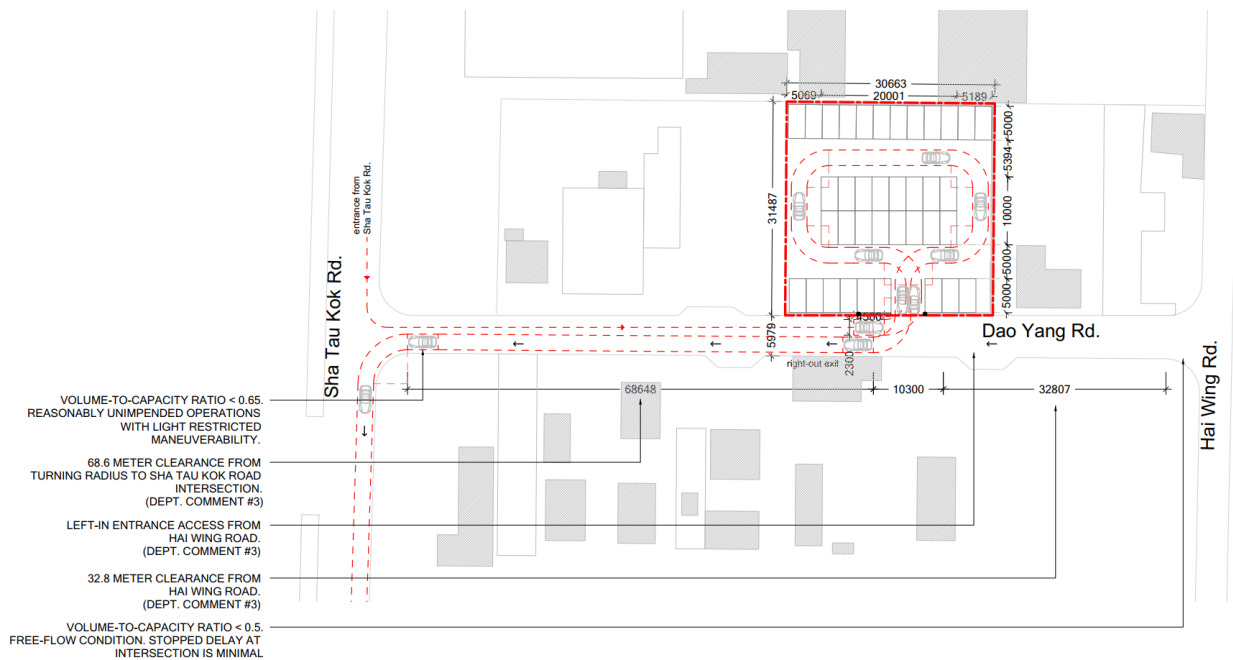 30663
5069
20001
5189
5000
5394
10000
5000
5000
31487
entrance from
Sha Tau Kok Rd.
Sha Tau Kok Rd.
5979
4500
2300
right-out exit
Dao Yang Rd.
Hai Wing Rd.
68648
10300
32807
VOLUME-TO-CAPACITY RATIO < 0.65.
REASONABLY UNIMPENDED OPERATIONS
WITH LIGHT RESTRICTED
MANEUVERABILITY.
68.6 METER CLEARANCE FROM
TURNING RADIUS TO SHA TAU KOK ROAD
INTERSECTION.
(DEPT. COMMENT #3)
LEFT-IN ENTRANCE ACCESS FROM
HAI WING ROAD.
(DEPT. COMMENT #3)
32.8 METER CLEARANCE FROM
HAI WING ROAD.
(DEPT. COMMENT #3)
VOLUME-TO-CAPACITY RATIO < 0.5.
FREE-FLOW CONDITION. STOPPED DELAY AT
INTERSECTION IS MINIMAL